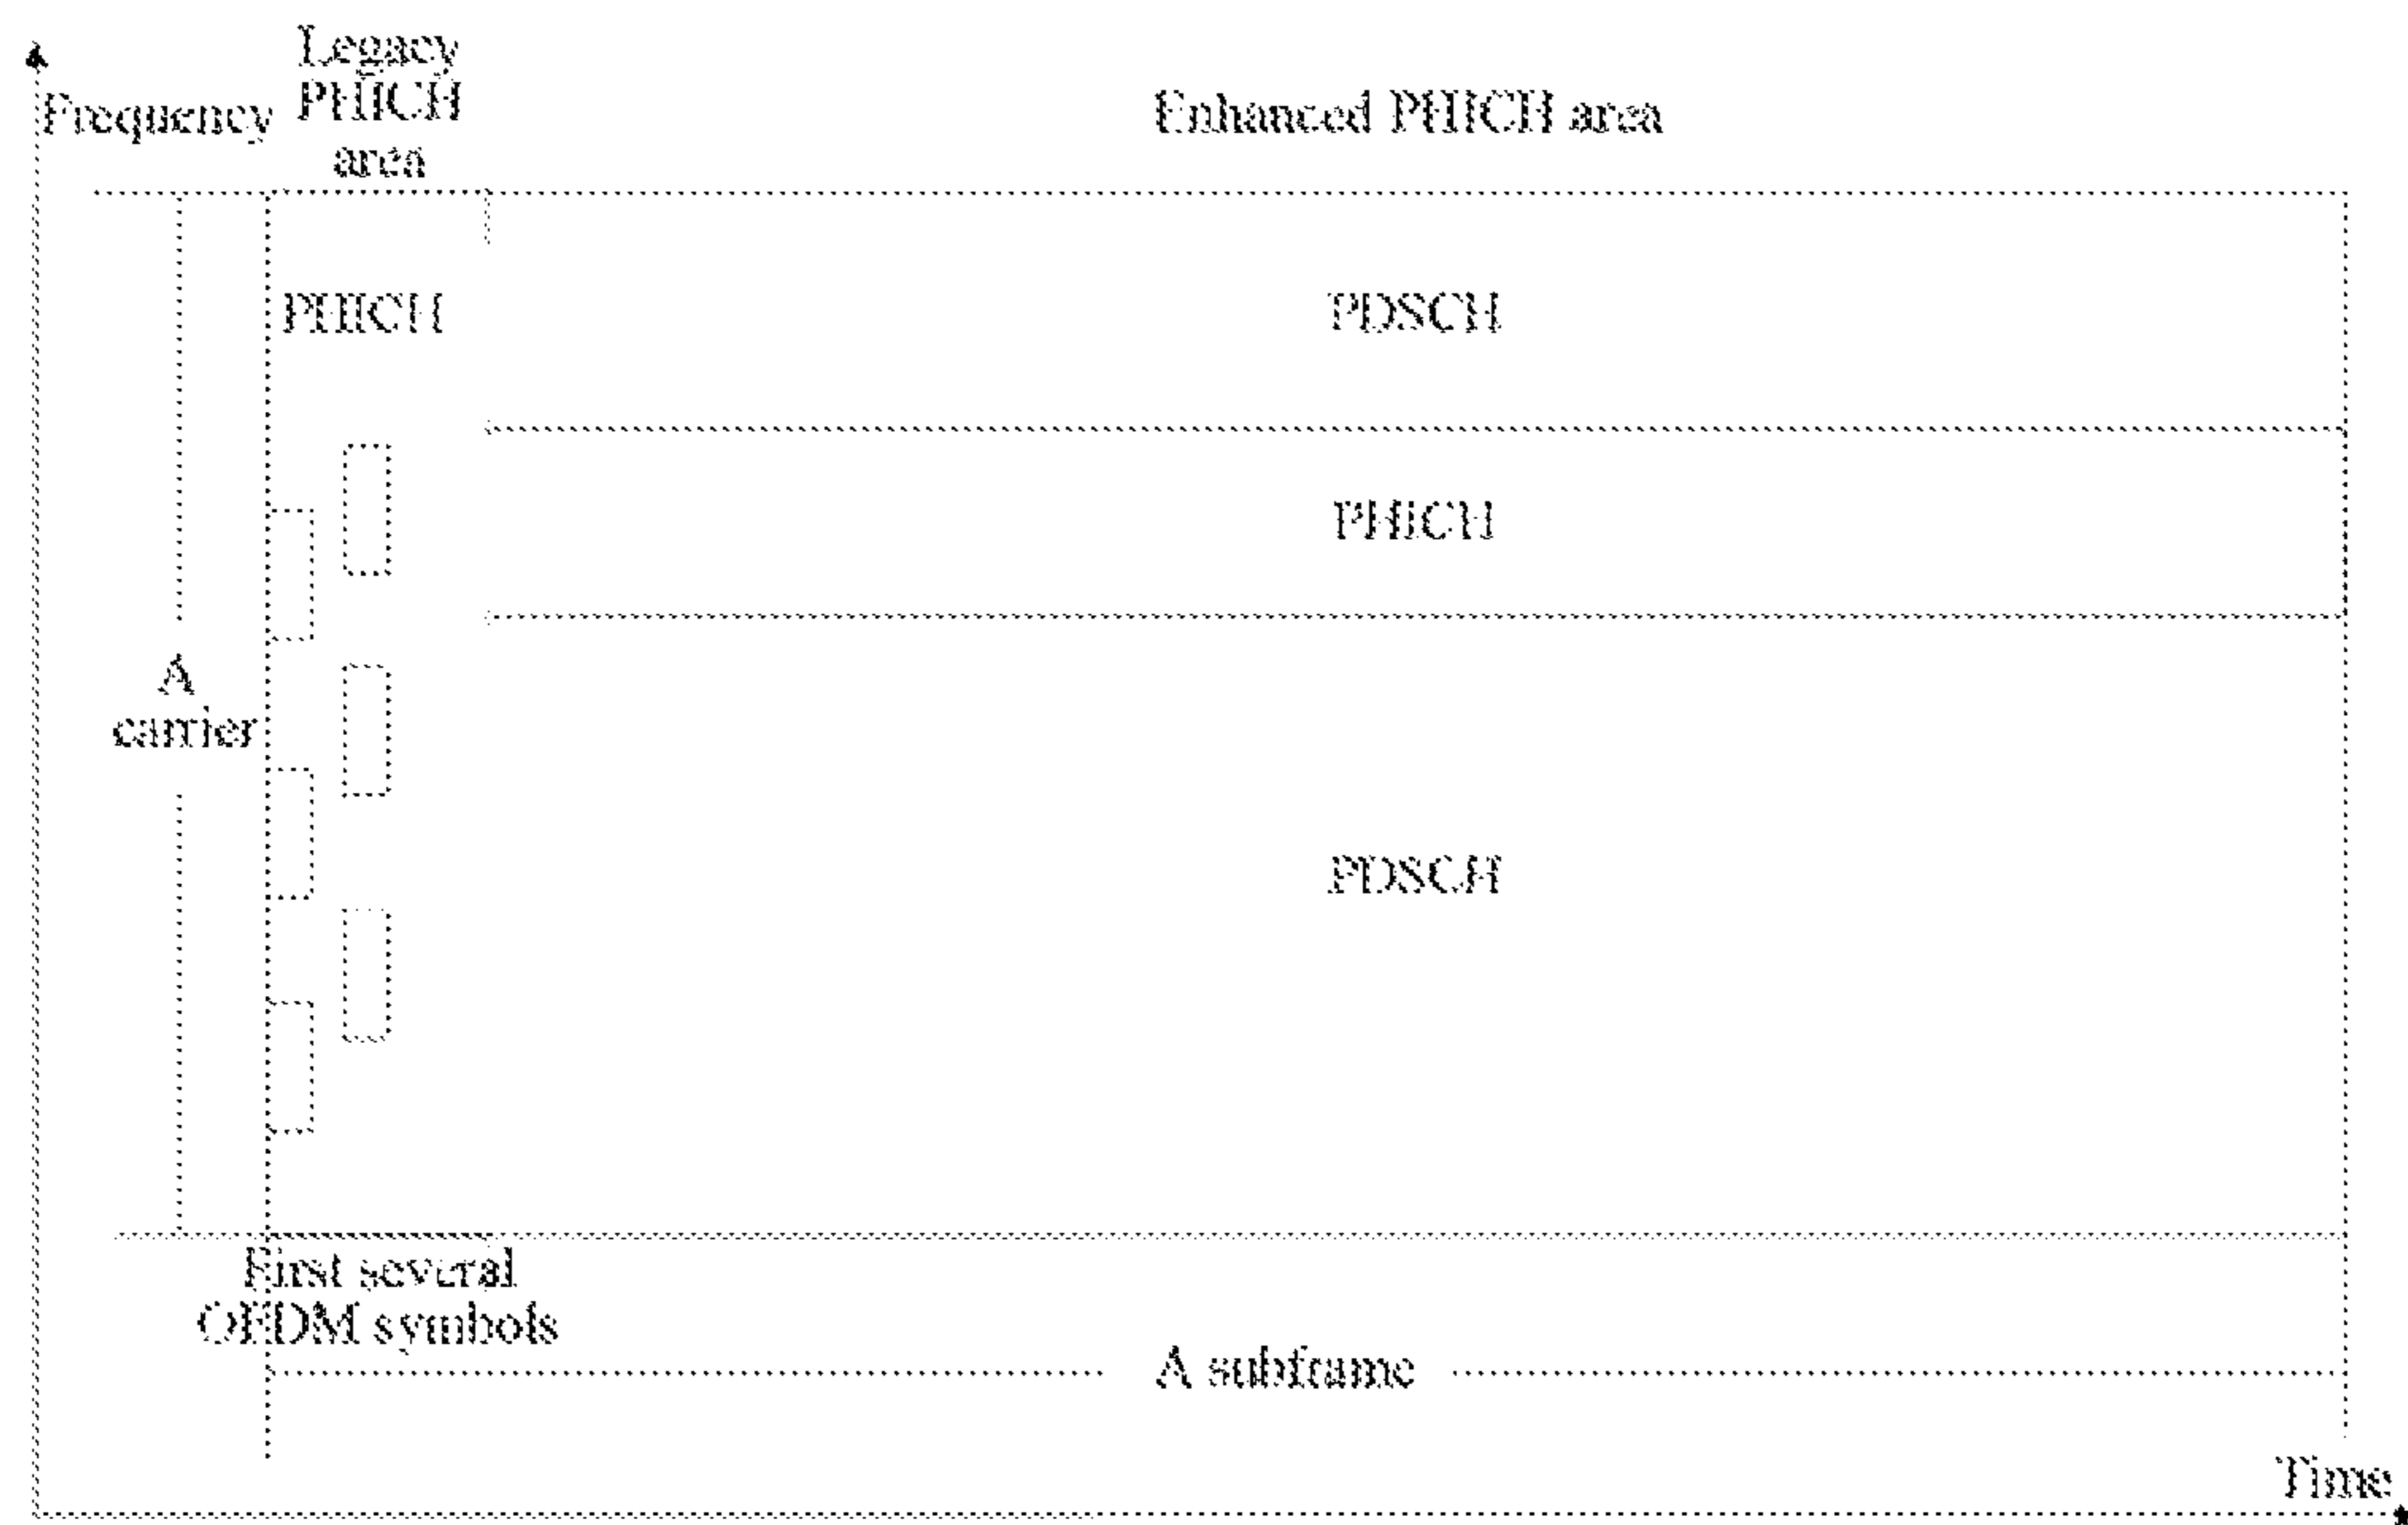 Legacy
PHICH
area
Frequency
Enhanced PHICH area
PHICH
PDSCH
PHICH
A
carrier
PDSCH
First several
OFDM symbols
A subframe
Time